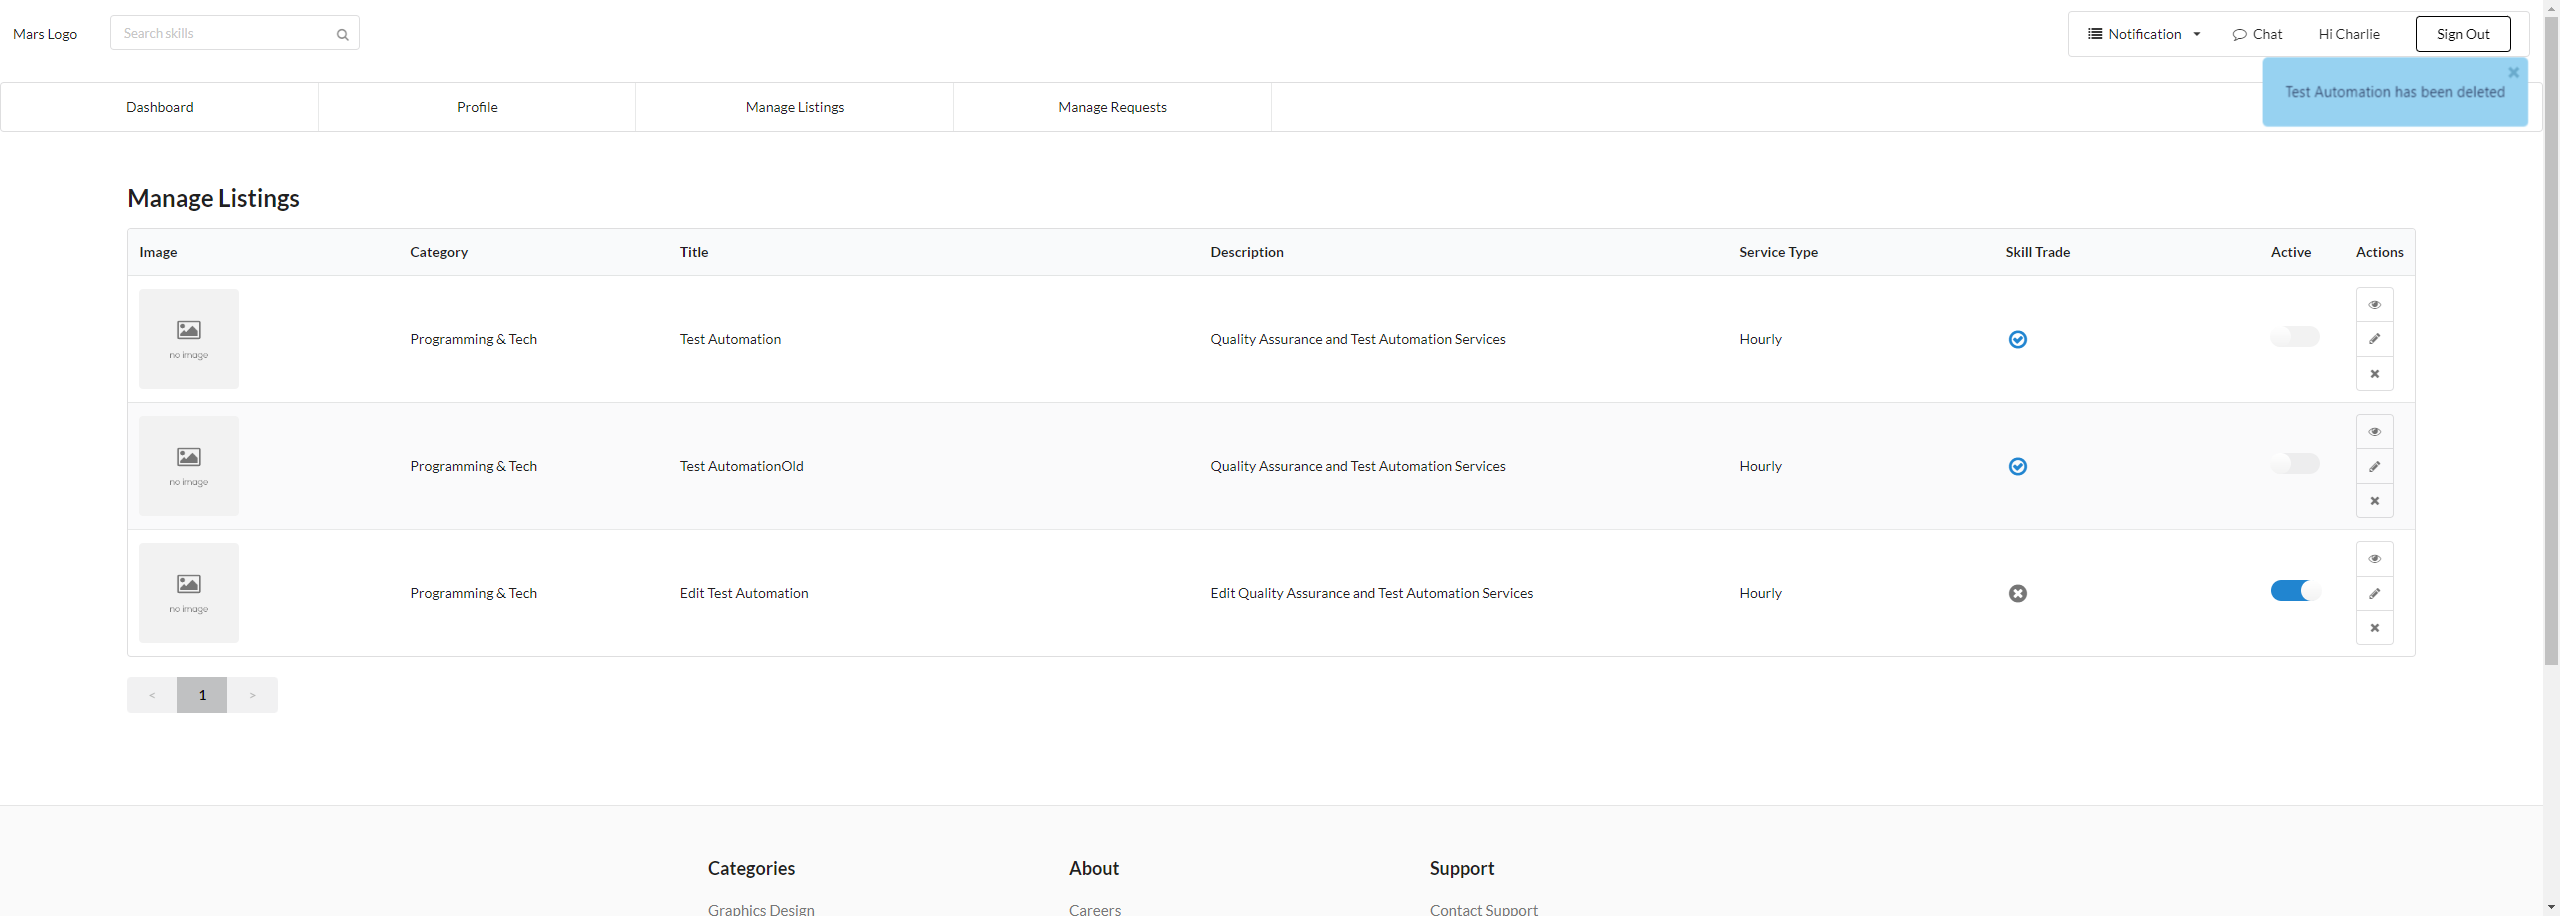 Mars Logo
Search skills
Notification
Chat
Hi Charlie
Sign Out
Test Automation has been deleted
Dashboard
Profile
Manage Listings
Manage Requests
Manage Listings
Image Category Title Description Service Type Skill Trade Active Actions
no image
Programming & Tech Test Automation Quality Assurance and Test Automation Services Hourly
no image
Programming & Tech Test AutomationOld Quality Assurance and Test Automation Services Hourly
no image
Programming & Tech Edit Test Automation Edit Quality Assurance and Test Automation Services Hourly
< 1 >
Categories About Support
Graphics Design Careers Contact Support